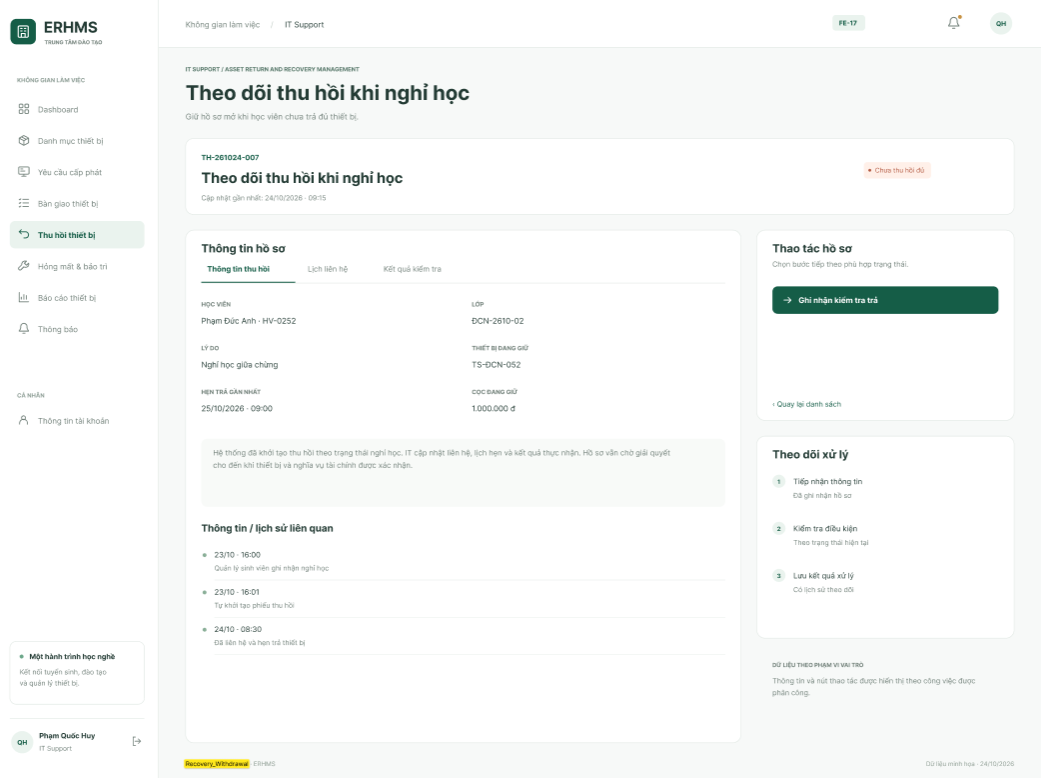 ERHMS
TRUNG TÂM ĐÀO TẠO
KHÔNG GIAN LÀM VIỆC
Dashboard
Danh mục thiết bị
Yêu cầu cấp phát
Bàn giao thiết bị
Thu hồi thiết bị
Hỏng mất & bảo trì
Báo cáo thiết bị
Thông báo
CÁ NHÂN
Thông tin tài khoản
Một hành trình học nghề
Kết nối tuyển sinh, đào tạo
và quản lý thiết bị.
QH
Phạm Quốc Huy
IT Support
Không gian làm việc / IT Support
FE-17
QH
IT SUPPORT / ASSET RETURN AND RECOVERY MANAGEMENT
Theo dõi thu hồi khi nghỉ học
Giữ hồ sơ mở khi học viên chưa trả đủ thiết bị.
TH-261024-007
Theo dõi thu hồi khi nghỉ học
Cập nhật gần nhất: 24/10/2026 · 09:15
Chưa thu hồi đủ
Thông tin hồ sơ
Thông tin thu hồi
Lịch liên hệ
Kết quả kiểm tra
HỌC VIÊN
Phạm Đức Anh · HV-0252
LỚP
ĐCN-2610-02
LÝ DO
Nghỉ học giữa chừng
THIẾT BỊ ĐANG GIỮ
TS-ĐCN-052
HẸN TRẢ GẦN NHẤT
25/10/2026 · 09:00
CỌC ĐANG GIỮ
1.000.000 đ
Hệ thống đã khởi tạo thu hồi theo trạng thái nghỉ học. IT cập nhật liên hệ, lịch hẹn và kết quả thực nhận. Hồ sơ vẫn chờ giải quyết
cho đến khi thiết bị và nghĩa vụ tài chính được xác nhận.
Thông tin / lịch sử liên quan
23/10 · 16:00
Quản lý sinh viên ghi nhận nghỉ học
23/10 · 16:01
Tự khởi tạo phiếu thu hồi
24/10 · 08:30
Đã liên hệ và hẹn trả thiết bị
Thao tác hồ sơ
Chọn bước tiếp theo phù hợp trạng thái.
→ Ghi nhận kiểm tra trả
‹ Quay lại danh sách
Theo dõi xử lý
1 Tiếp nhận thông tin
Đã ghi nhận hồ sơ
2 Kiểm tra điều kiện
Theo trạng thái hiện tại
3 Lưu kết quả xử lý
Có lịch sử theo dõi
DỮ LIỆU THEO PHẠM VI VAI TRÒ
Thông tin và nút thao tác được hiển thị theo công việc được
phân công.
Recovery_Withdrawal ERHMS
Dữ liệu minh họa · 24/10/2026